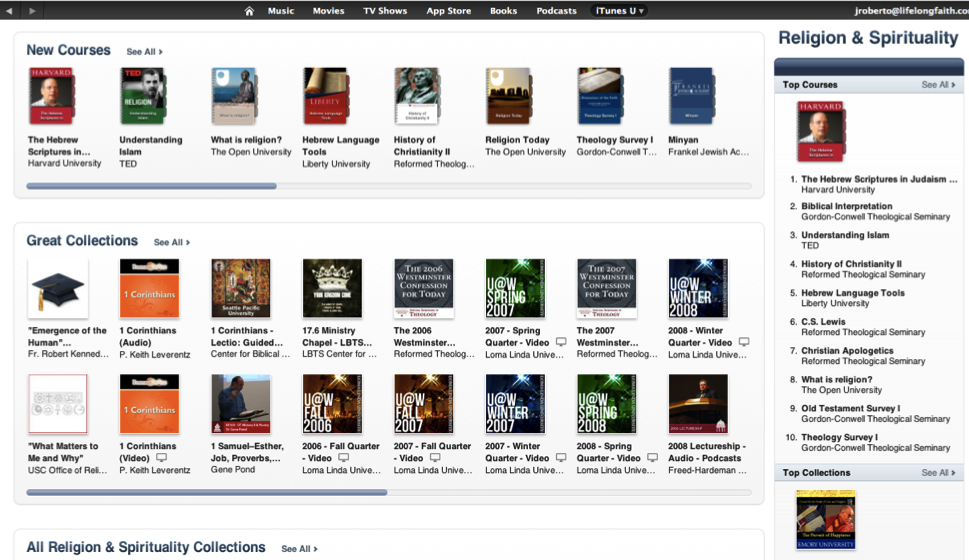 Music Movies TV Shows App Store Books Podcasts iTunes U
jroberto@lifelongfaith.co
New Courses See All
HARVARD
TED
RELIGION
LIBERTY
The Hebrew Scriptures in...
Harvard University
Understanding Islam
TED
What is religion?
The Open University
Hebrew Language Tools
Liberty University
History of Christianity II
Reformed Theolog...
Religion Today
The Open University
Theology Survey I
Gordon-Conwell T...
Minyan
Frankel Jewish Ac...
Great Collections See All
1 Corinthians
Seattle Pacific University
YOUR KINGDOM COME
THE 2006 WESTMINSTER CONFESSION FOR TODAY
U@W SPRING 2007
THE 2007 WESTMINSTER CONFESSION FOR TODAY
U@W WINTER 2008
"Emergence of the Human"...
Fr. Robert Kenned...
1 Corinthians (Audio)
P. Keith Leverentz
1 Corinthians - Lectio: Guided...
Center for Biblical ...
17.6 Ministry Chapel - LBTS...
LBTS Center for ...
The 2006 Westminster...
Reformed Theolog...
2007 - Spring Quarter - Video
Loma Linda Unive...
The 2007 Westminster...
Reformed Theolog...
2008 - Winter Quarter - Video
Loma Linda Unive...
1 Corinthians
U@W FALL 2006
U@W FALL 2007
U@W WINTER 2007
U@W SPRING 2008
"What Matters to Me and Why"
USC Office of Reli...
1 Corinthians (Video)
P. Keith Leverentz
1 Samuel–Esther, Job, Proverbs,...
Gene Pond
2006 - Fall Quarter - Video
Loma Linda Unive...
2007 - Fall Quarter - Video
Loma Linda Unive...
2007 - Winter Quarter - Video
Loma Linda Unive...
2008 - Spring Quarter - Video
Loma Linda Unive...
2008 Lectureship - Audio - Podcasts
Freed-Hardeman ...
All Religion & Spirituality Collections See All
Religion & Spirituality
Top Courses See All
HARVARD
1. The Hebrew Scriptures in Judaism ...
Harvard University
2. Biblical Interpretation
Gordon-Conwell Theological Seminary
3. Understanding Islam
TED
4. History of Christianity II
Reformed Theological Seminary
5. Hebrew Language Tools
Liberty University
6. C.S. Lewis
Reformed Theological Seminary
7. Christian Apologetics
Reformed Theological Seminary
8. What is religion?
The Open University
9. Old Testament Survey I
Gordon-Conwell Theological Seminary
10. Theology Survey I
Gordon-Conwell Theological Seminary
Top Collections See All
The Pursuit of Happiness
EMORY UNIVERSITY